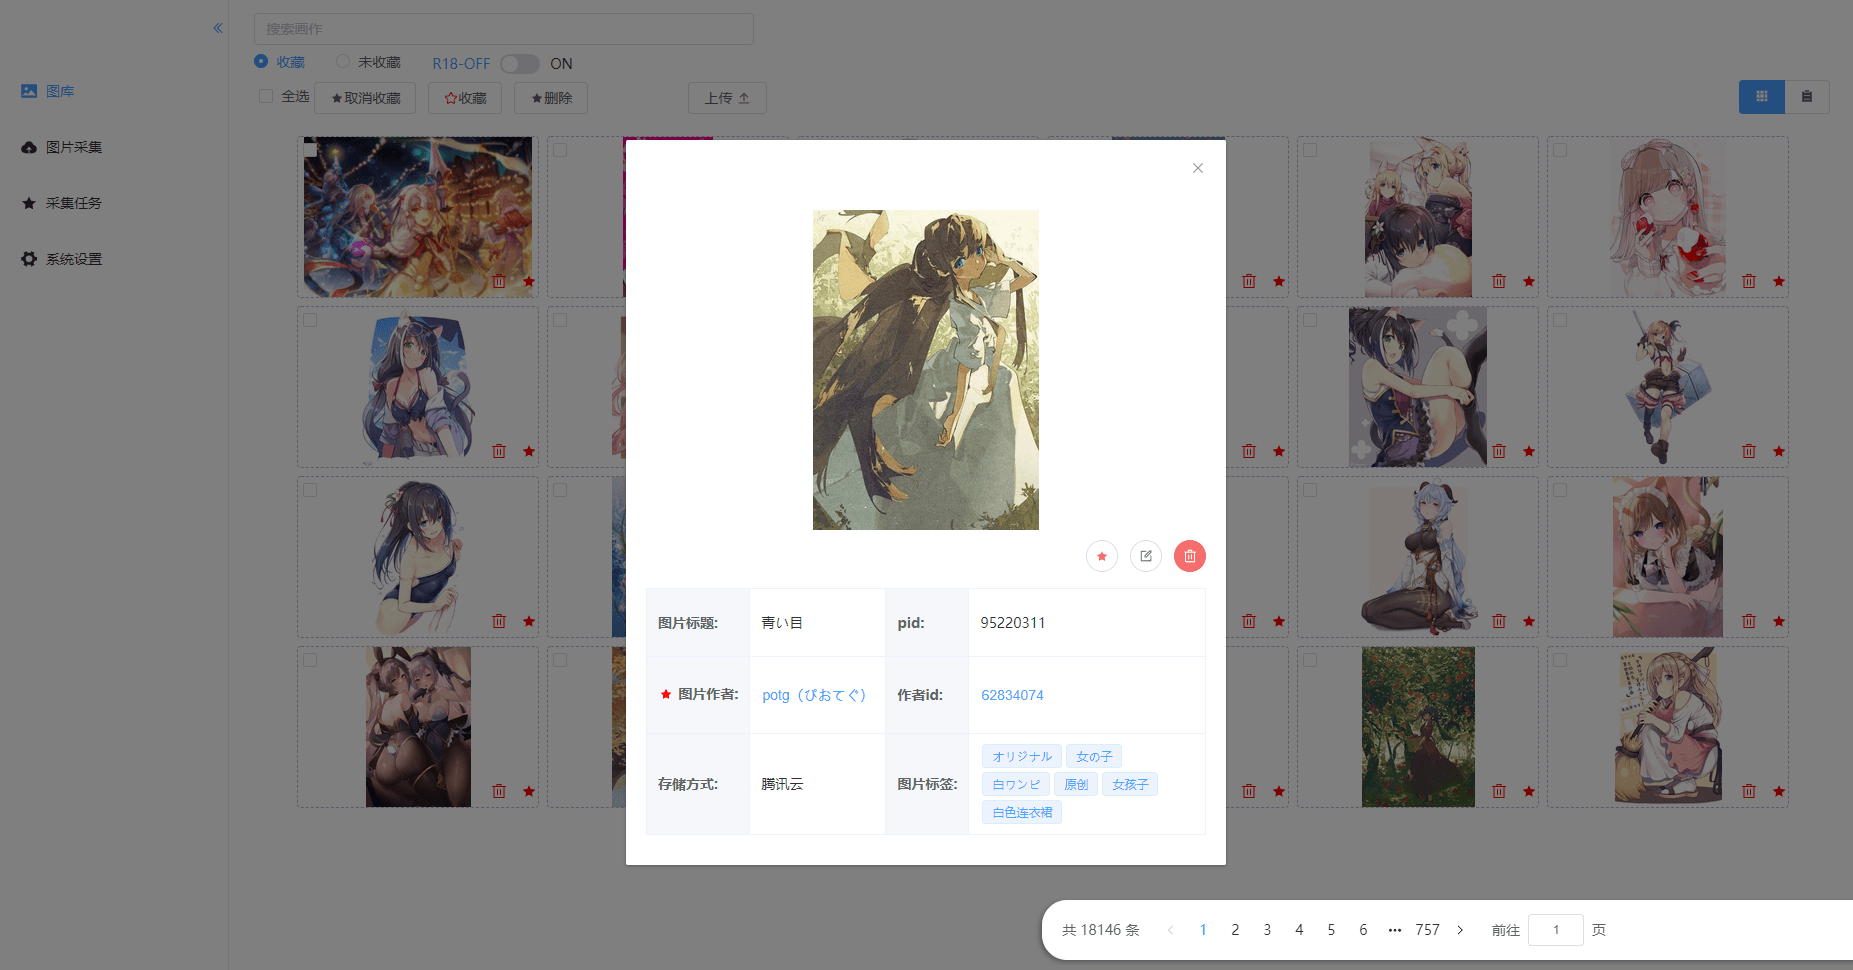 搜索画作
收藏 未收藏 R18-OFF ON
全选 取消收藏 收藏 删除 上传
图库
图片采集
采集任务
系统设置
图片标题: 青い目 pid: 95220311
图片作者: potg（ぴおてぐ） 作者id: 62834074
存储方式: 腾讯云 图片标签:
オリジナル 女の子
白ワンピ 原创 女孩子
白色连衣裙
共 18146 条 1 2 3 4 5 6 ••• 757 前往 1 页